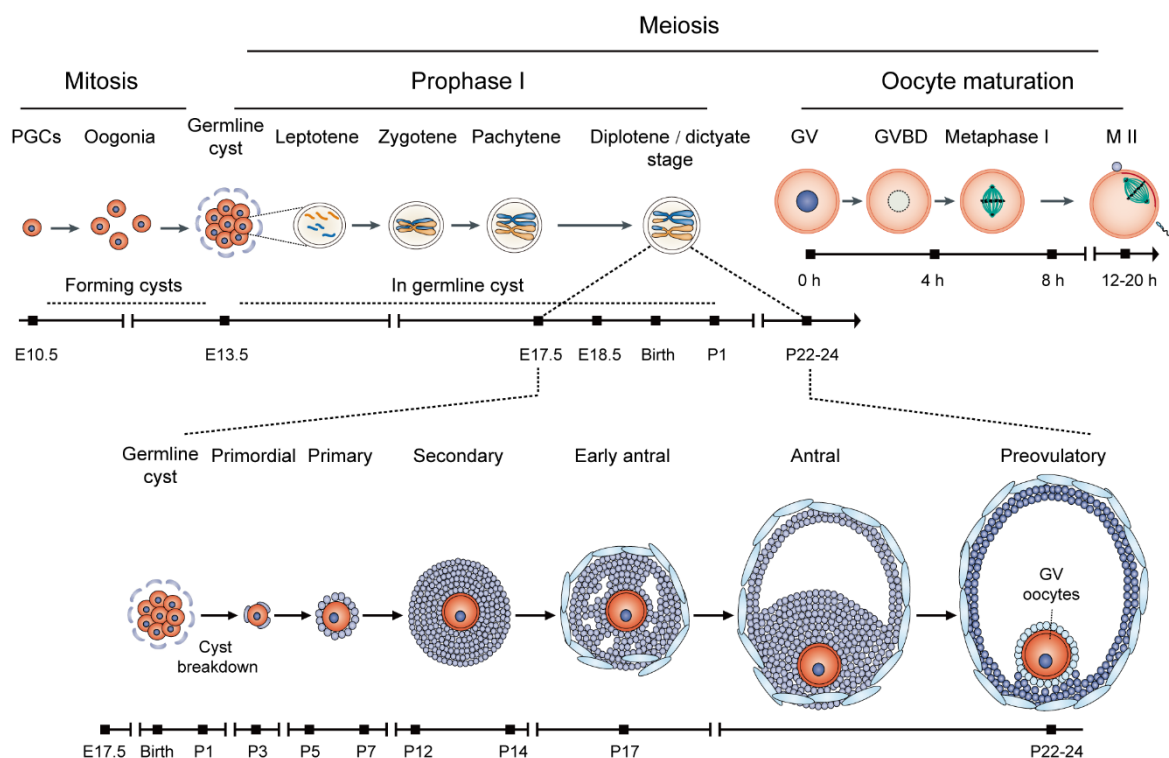 Meiosis
Mitosis
Prophase I
Oocyte maturation
PGCs
Oogonia
Germline
cyst
Leptotene
Zygotene
Pachytene
Diplotene / dictyate
stage
GV
GVBD
Metaphase I
M II
0 h
4 h
8 h
12-20 h
Forming cysts
In germline cyst
E10.5
E13.5
E17.5
E18.5
Birth
P1
P22-24
Germline
cyst
Primordial
Primary
Secondary
Early antral
Antral
Preovulatory
GV
oocytes
Cyst
breakdown
E17.5
Birth
P1
P3
P5
P7
P12
P14
P17
P22-24